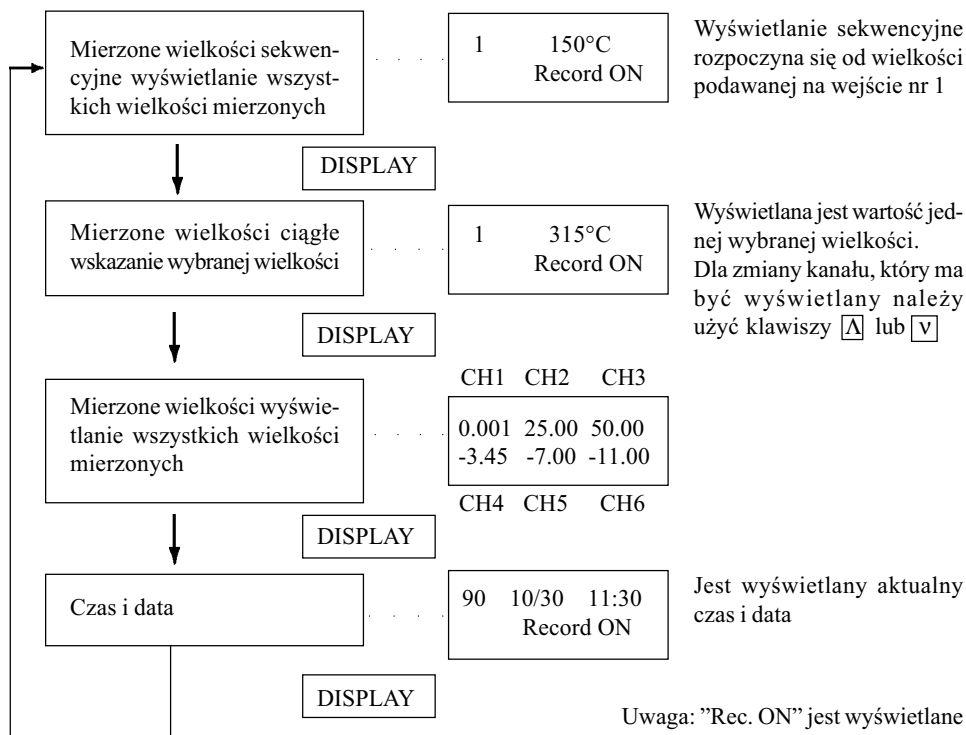 Mierzone wielkości sekwen-
cyjne wyświetlanie wszyst-
kich wielkości mierzonych
1 150°C
Record ON
Wyświetlanie sekwencyjne
rozpoczyna się od wielkości
podawanej na wejście nr 1
DISPLAY
Mierzone wielkości ciągłe
wskazanie wybranej wielkości
1 315°C
Record ON
Wyświetlana jest wartość jed-
nej wybranej wielkości.
Dla zmiany kanału, który ma
być wyświetlany należy
użyć klawiszy Λ lub ν
DISPLAY
Mierzone wielkości wyświe-
tlanie wszystkich wielkości
mierzonych
CH1 CH2 CH3
0.001 25.00 50.00
-3.45 -7.00 -11.00
CH4 CH5 CH6
DISPLAY
Czas i data
90 10/30 11:30
Record ON
Jest wyświetlany aktualny
czas i data
DISPLAY
Uwaga: ”Rec. ON” jest wyświetlane